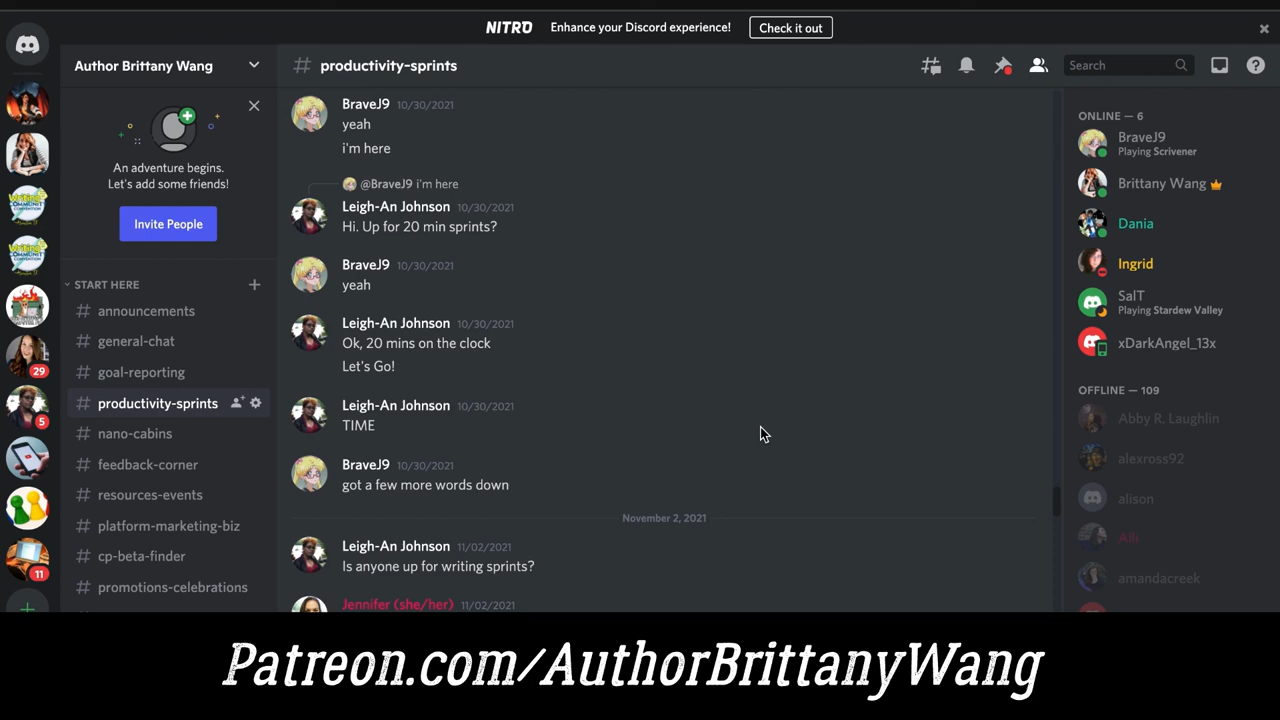 NITRO Enhance your Discord experience! Check it out
Author Brittany Wang
An adventure begins.
Let's add some friends!
Invite People
START HERE
announcements
general-chat
goal-reporting
productivity-sprints
nano-cabins
feedback-corner
resources-events
platform-marketing-biz
cp-beta-finder
promotions-celebrations
29
5
11
# productivity-sprints
Search
BraveJ9 10/30/2021
yeah
i'm here
@BraveJ9 i'm here
Leigh-An Johnson 10/30/2021
Hi. Up for 20 min sprints?
BraveJ9 10/30/2021
yeah
Leigh-An Johnson 10/30/2021
Ok, 20 mins on the clock
Let's Go!
Leigh-An Johnson 10/30/2021
TIME
BraveJ9 10/30/2021
got a few more words down
November 2, 2021
Leigh-An Johnson 11/02/2021
Is anyone up for writing sprints?
Jennifer (she/her) 11/02/2021
ONLINE — 6
BraveJ9
Playing Scrivener
Brittany Wang
Dania
Ingrid
SalT
Playing Stardew Valley
xDarkAngel_13x
OFFLINE — 109
Abby R. Laughlin
alexross92
alison
Alli
amandacreek
Patreon.com/AuthorBrittanyWang